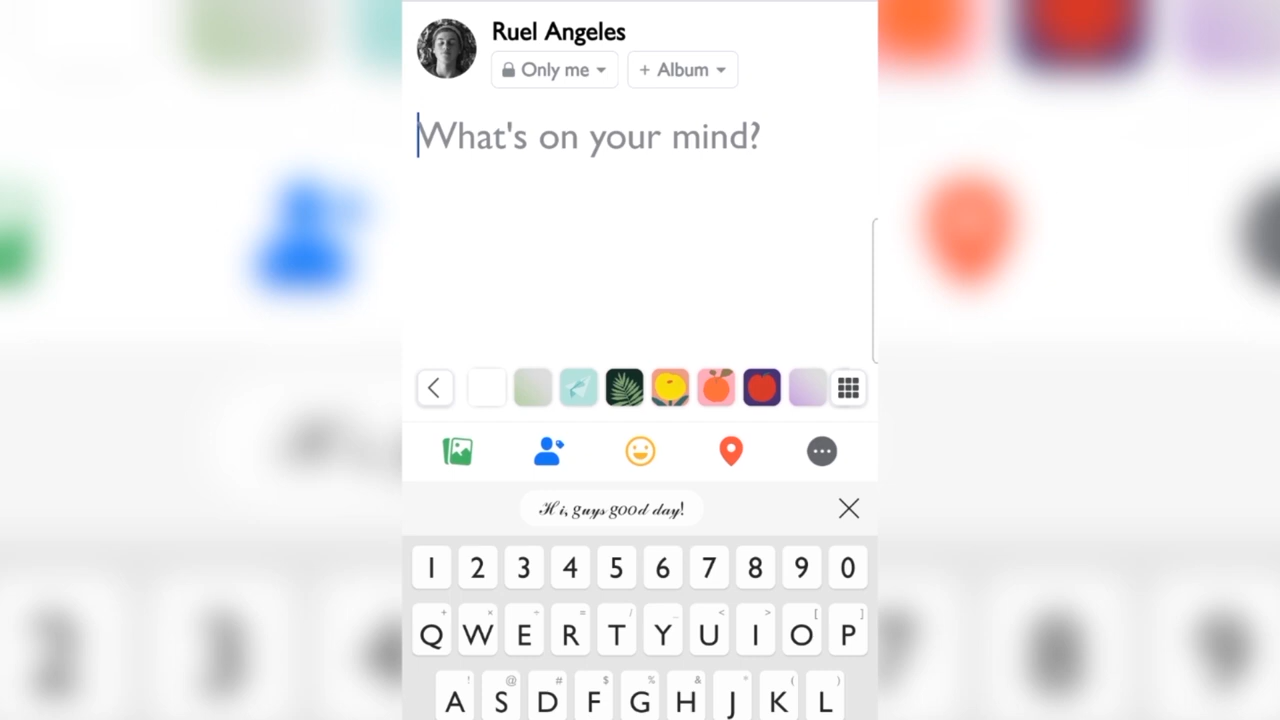 Ruel Angeles
Only me
+ Album
What's on your mind?
𝓗𝓲, 𝓰𝓾𝔂𝓼 𝓰𝓸𝓸𝓭 𝓭𝓪𝔂!
1 2 3 4 5 6 7 8 9 0
+ × ÷ = / _ < > [ ]
Q W E R T Y U I O P
! @ # $ % & * ( )
A S D F G H J K L